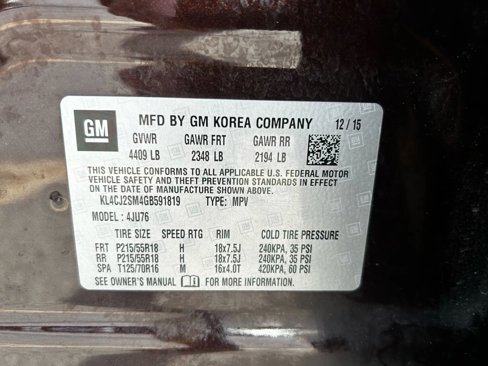 GM MFD BY GM KOREA COMPANY 12/15
GVWR GAWR FRT GAWR RR
4409 LB 2348 LB 2194 LB
THIS VEHICLE CONFORMS TO ALL APPLICABLE U.S. FEDERAL MOTOR
VEHICLE SAFETY AND THEFT PREVENTION STANDARDS IN EFFECT ON THE
DATE OF MANUFACTURE SHOWN ABOVE.
KL4CJ2SM4GB591819 TYPE: MPV
MODEL: 4JU76
TIRE SIZE SPEED RTG RIM COLD TIRE PRESSURE
FRT P215/55R18 H 18x7.5J 240KPA, 35 PSI
RR P215/55R18 H 18x7.5J 240KPA, 35 PSI
SPA T125/70R16 M 16x4.0T 420KPA, 60 PSI
SEE OWNER'S MANUAL FOR MORE INFORMATION.